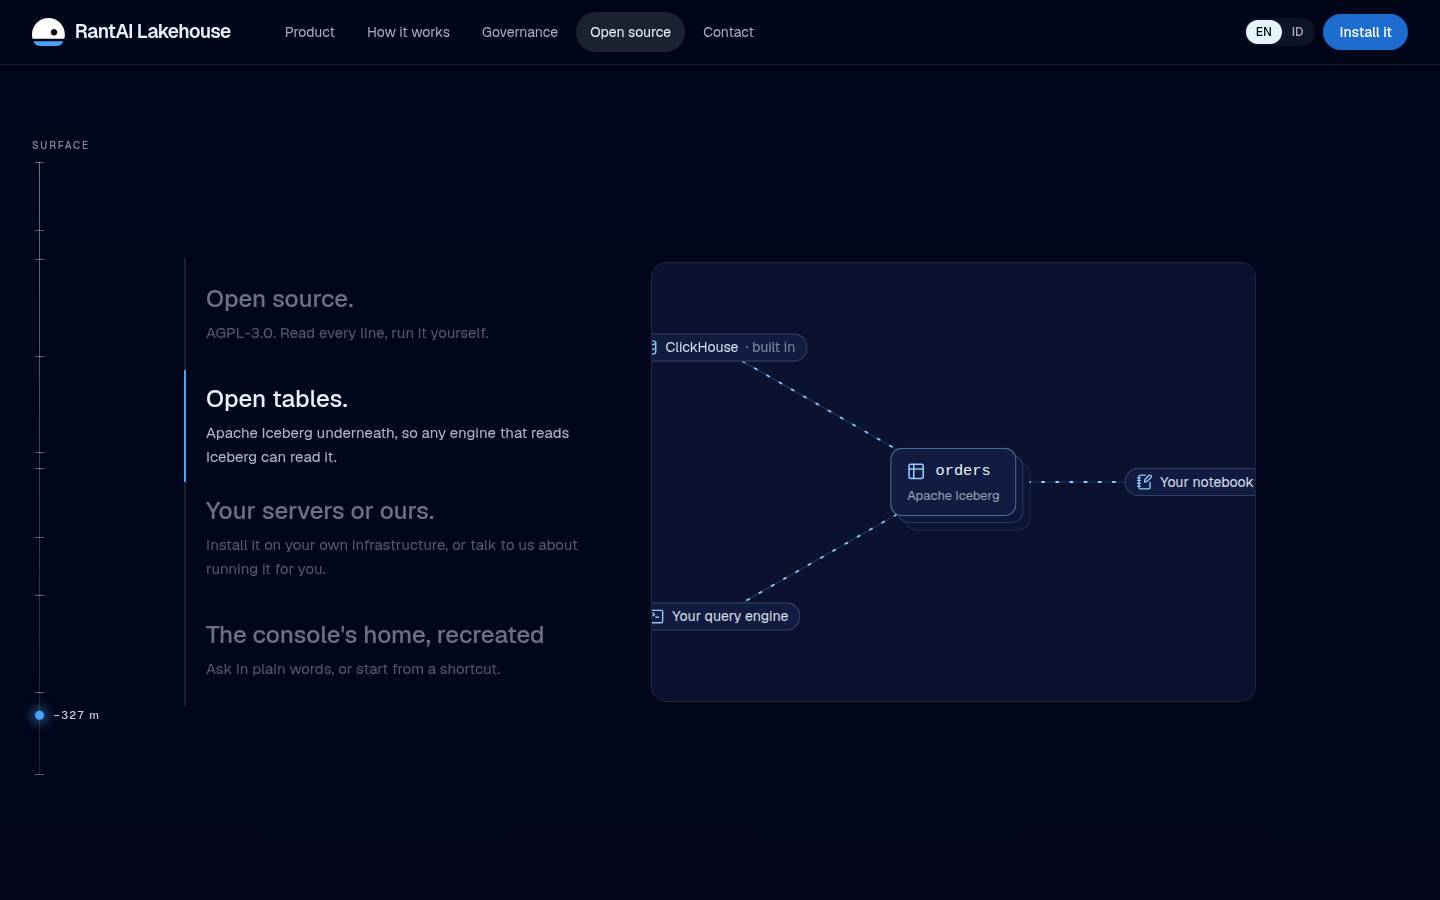 RantAI Lakehouse
Product
How it works
Governance
Open source
Contact
EN
ID
Install it
SURFACE
Open source.
AGPL-3.0. Read every line, run it yourself.
Open tables.
Apache Iceberg underneath, so any engine that reads
Iceberg can read it.
Your servers or ours.
Install it on your own infrastructure, or talk to us about
running it for you.
The console's home, recreated
Ask in plain words, or start from a shortcut.
−327 m
ClickHouse · built in
orders
Apache Iceberg
Your notebook
Your query engine